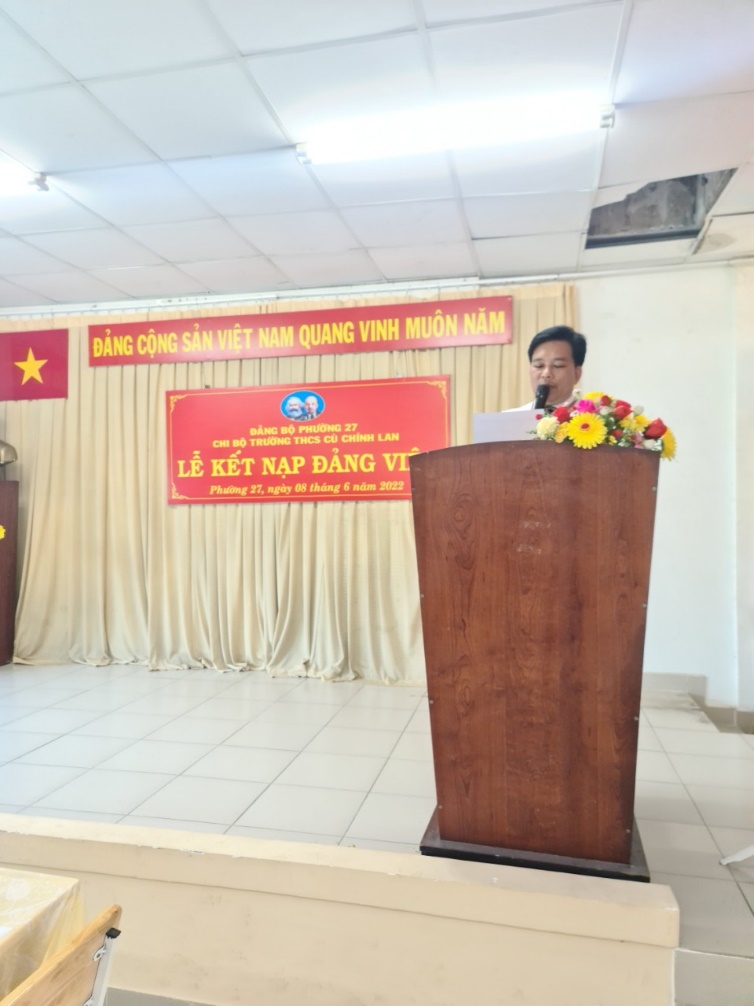 ĐẢNG CỘNG SẢN VIỆT NAM QUANG VINH MUÔN NĂM
ĐẢNG BỘ PHƯỜNG 27
CHI BỘ TRƯỜNG THCS CÙ CHÍNH LAN
LỄ KẾT NẠP ĐẢNG VIÊ
Phường 27, ngày 08 tháng 6 năm 2022